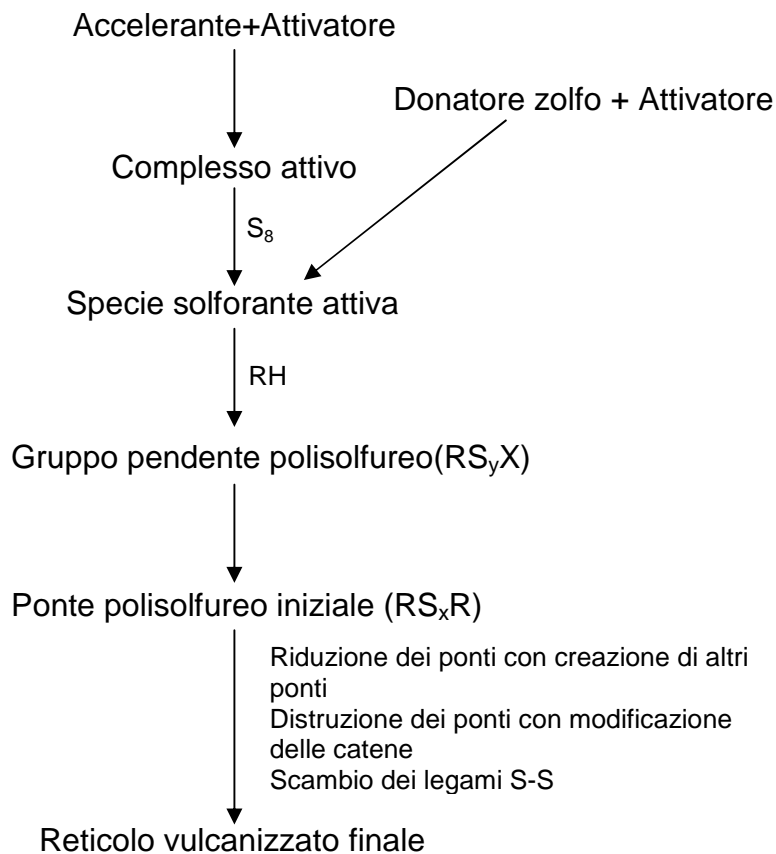 Accelerante+Attivatore
Donatore zolfo + Attivatore
Complesso attivo
S₈
Specie solforante attiva
RH
Gruppo pendente polisolfureo(RSᵧX)
Ponte polisolfureo iniziale (RSₓR)
Riduzione dei ponti con creazione di altri
ponti
Distruzione dei ponti con modificazione
delle catene
Scambio dei legami S-S
Reticolo vulcanizzato finale